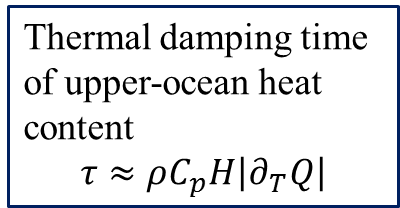 Thermal damping time
of upper-ocean heat
content
τ ≈ ρC_pH|∂_TQ|